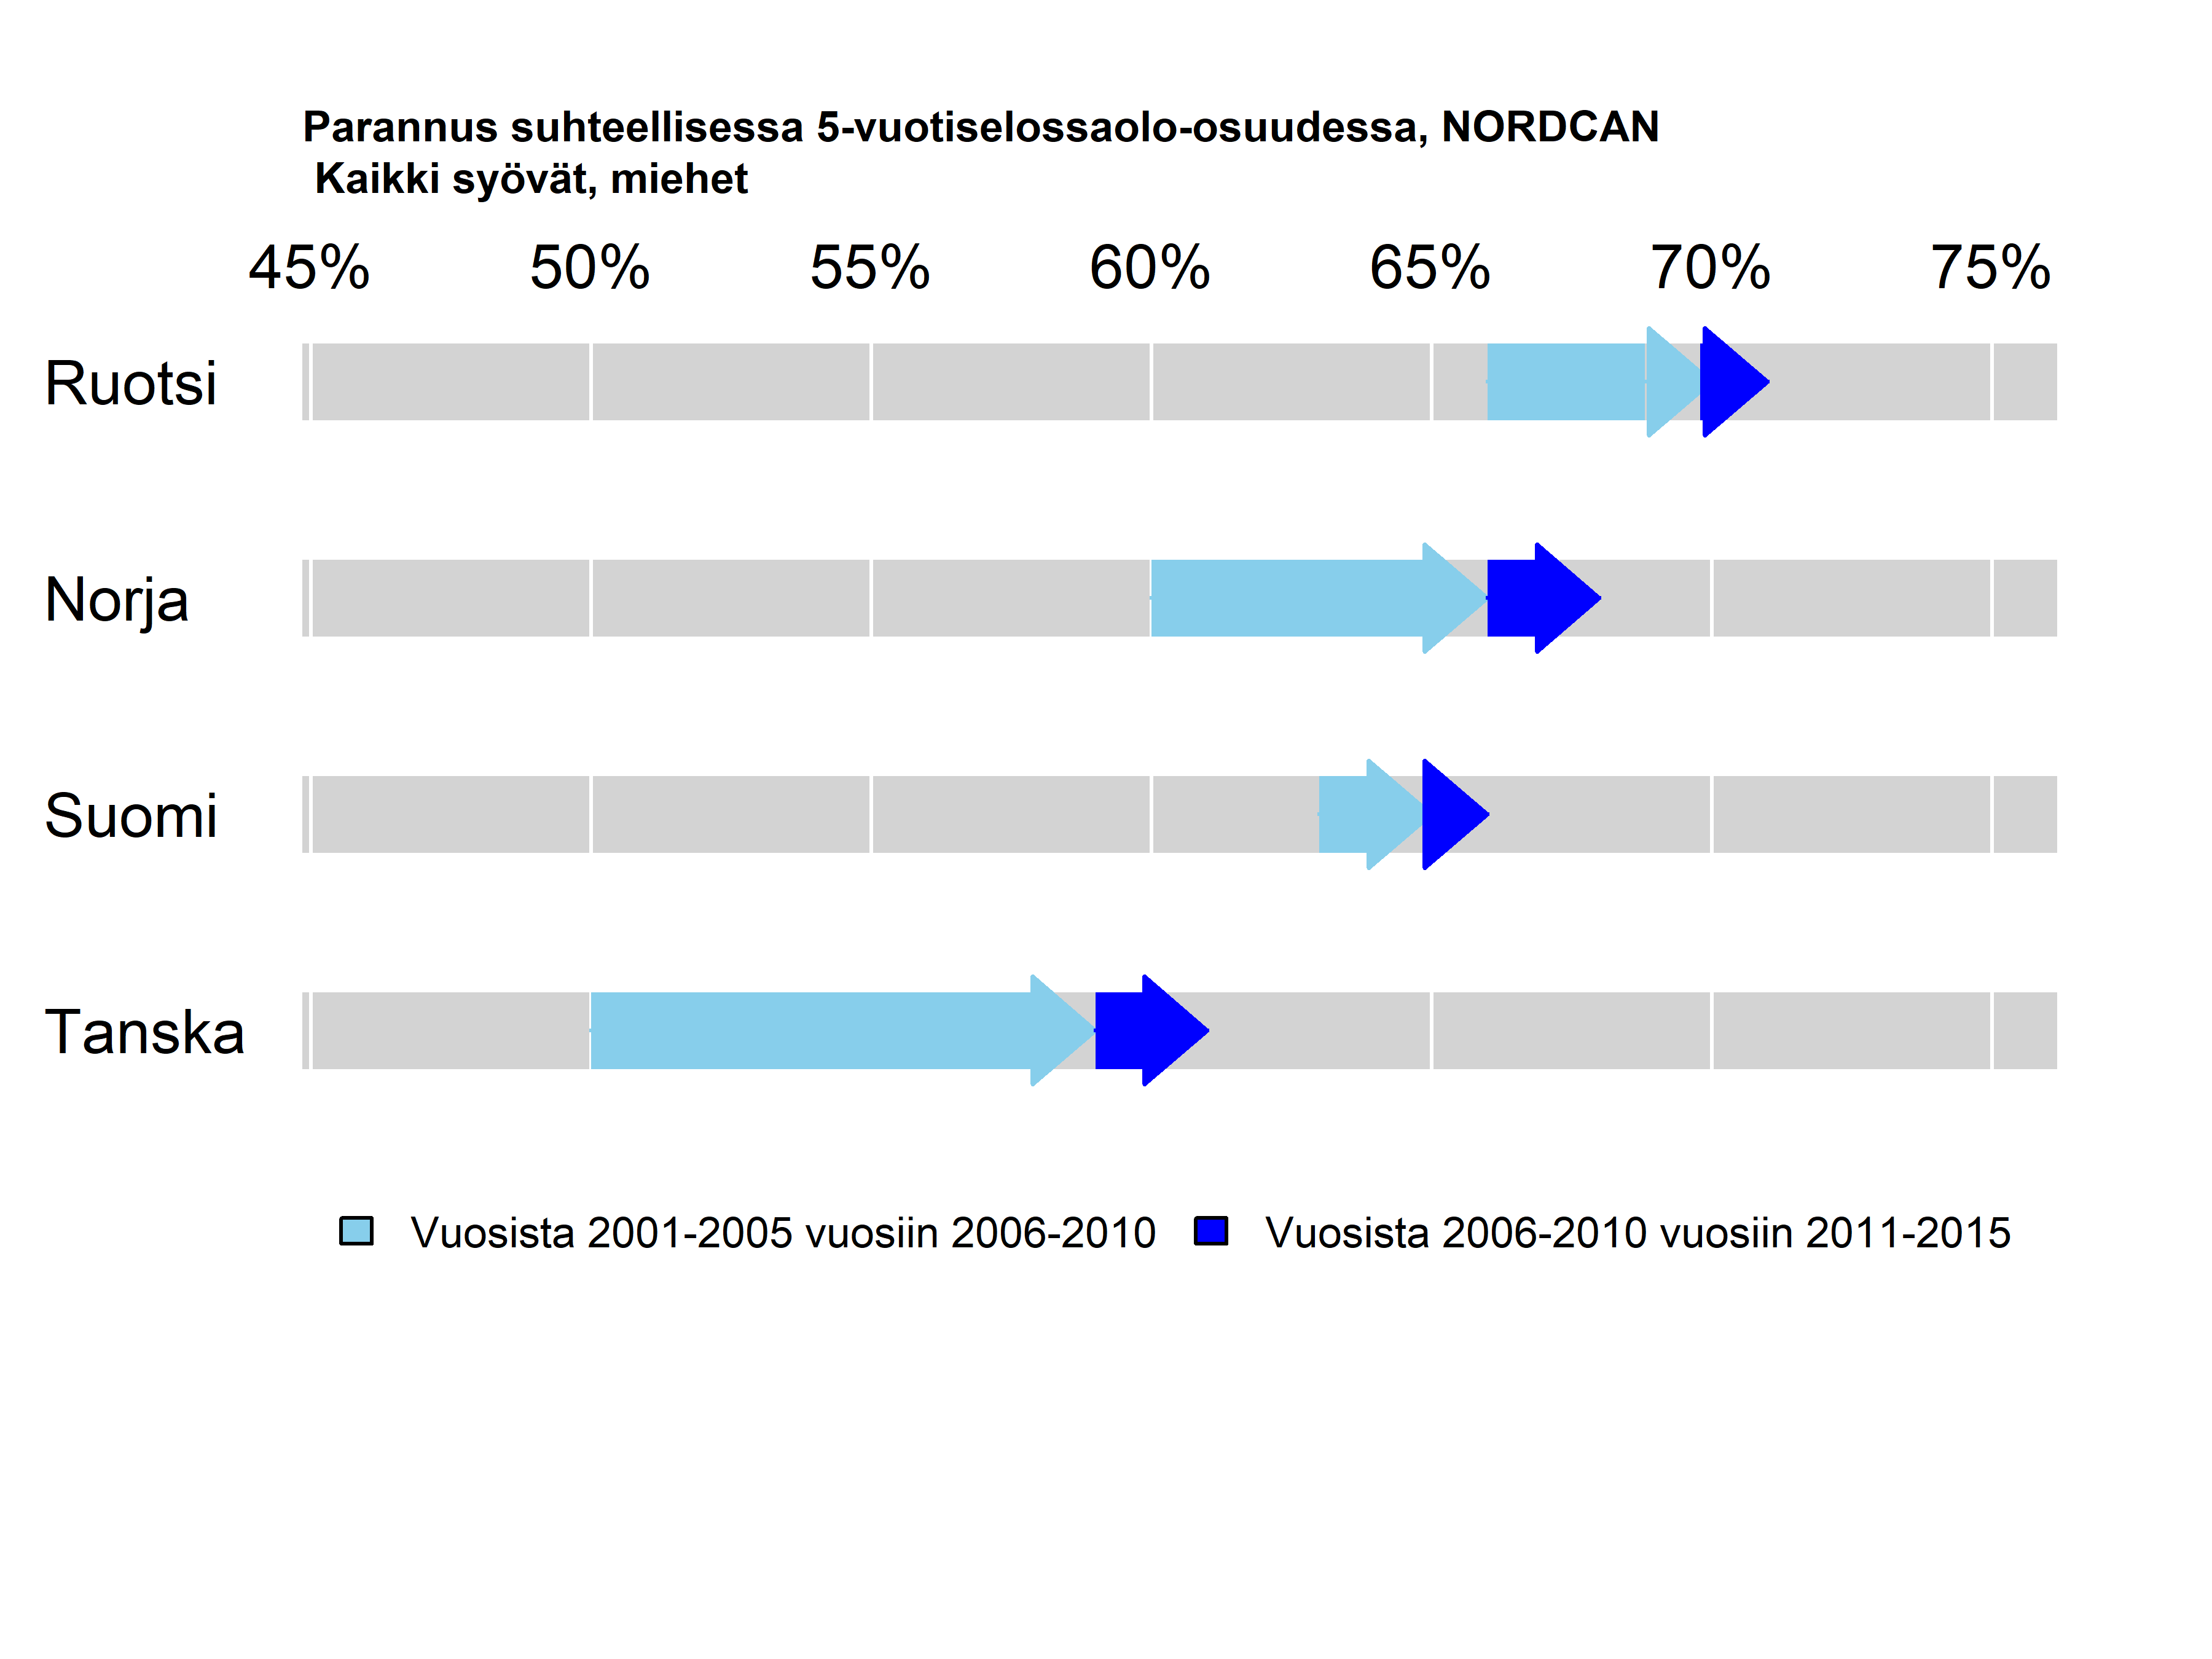 Parannus suhteellisessa 5-vuotiselossaolo-osuudessa, NORDCAN
Kaikki syövät, miehet
45% 50% 55% 60% 65% 70% 75%
Ruotsi
Norja
Suomi
Tanska
Vuosista 2001-2005 vuosiin 2006-2010 Vuosista 2006-2010 vuosiin 2011-2015